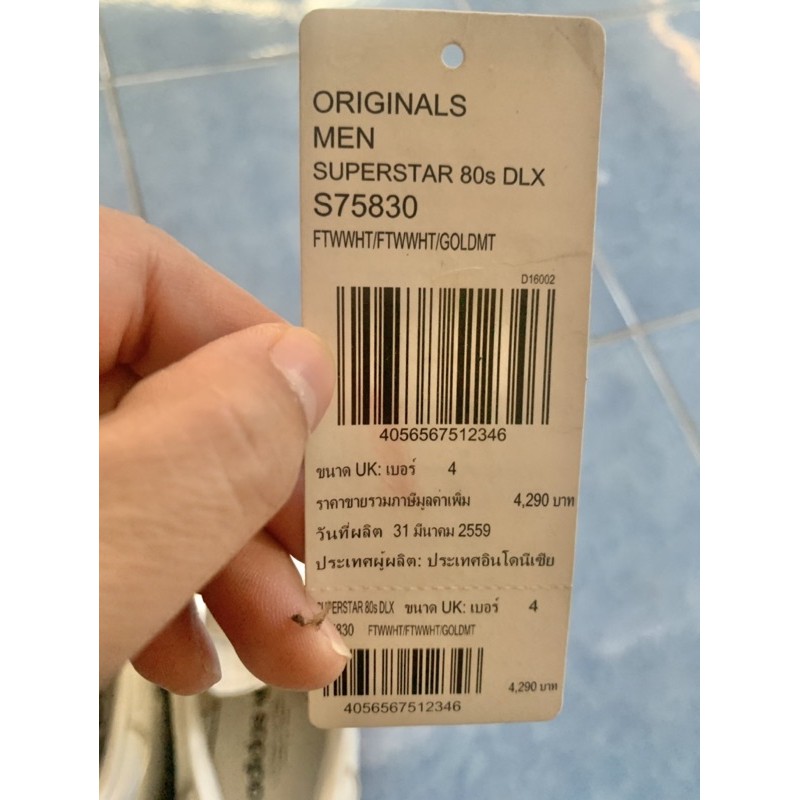 ORIGINALS
MEN
SUPERSTAR 80s DLX
S75830
FTWWHT/FTWWHT/GOLDMT
D16002
4056567512346
ขนาด UK: เบอร์ 4
ราคาขายรวมภาษีมูลค่าเพิ่ม 4,290 บาท
วันที่ผลิต 31 มีนาคม 2559
ประเทศผู้ผลิต: ประเทศอินโดนีเซีย
SUPERSTAR 80s DLX ขนาด UK: เบอร์ 4
830 FTWWHT/FTWWHT/GOLDMT
4,290 บาท
4056567512346
adidas